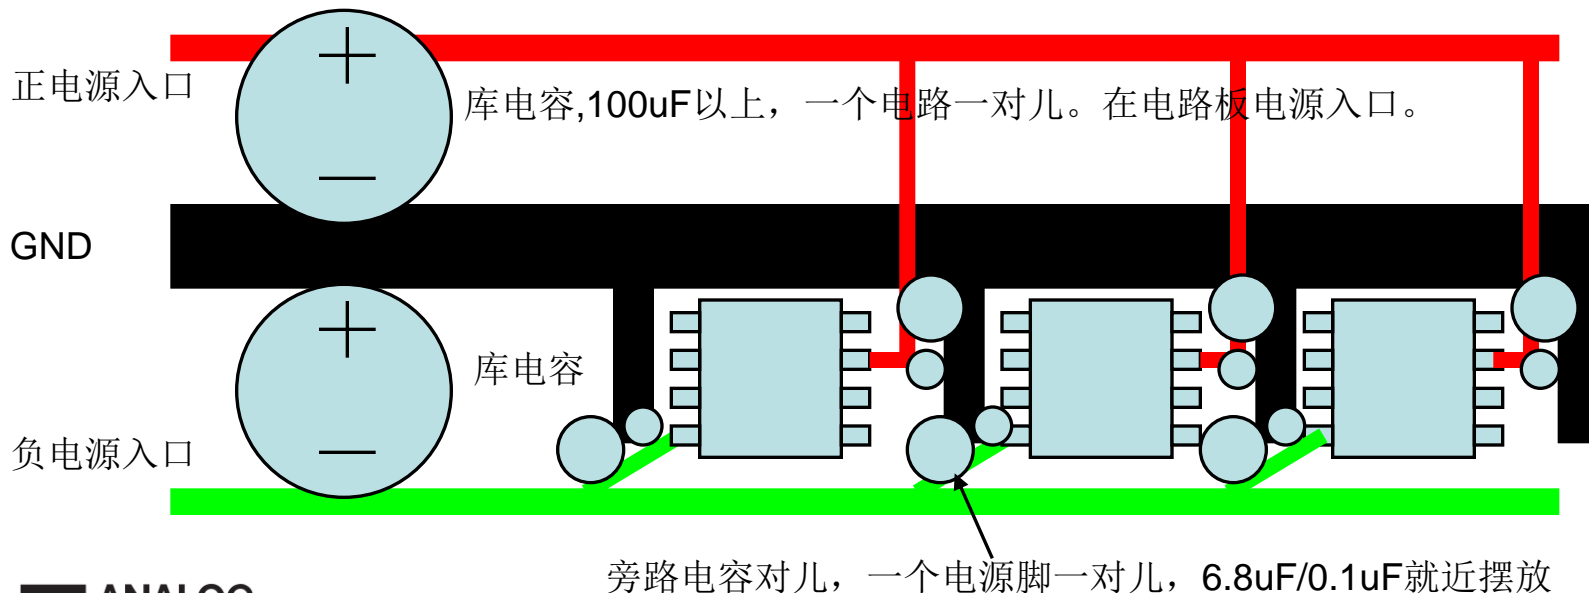 正电源入口
库电容,100uF以上，一个电路一对儿。在电路板电源入口。
GND
库电容
负电源入口
旁路电容对儿，一个电源脚一对儿，6.8uF/0.1uF就近摆放